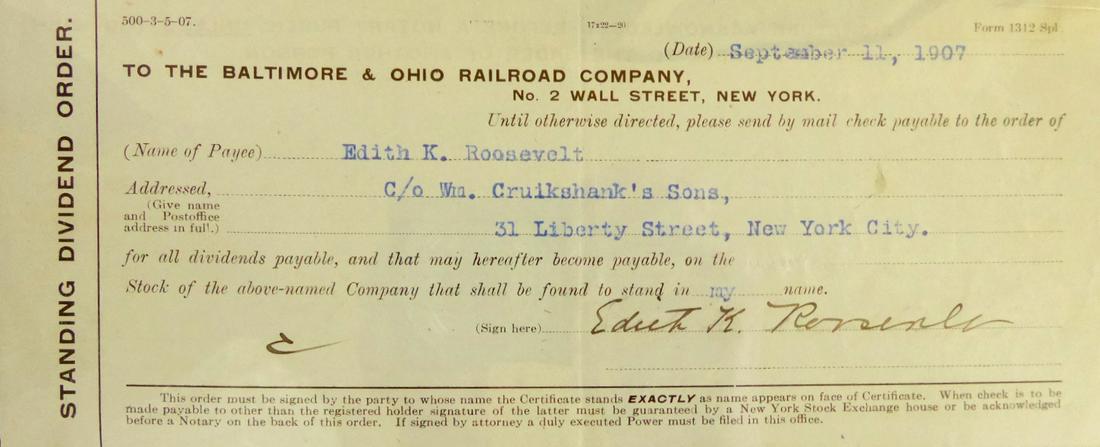 STANDING DIVIDEND ORDER.
500-3-5-07.
17x22-20
Form 1312 Spl.
(Date) September 11, 1907
TO THE BALTIMORE & OHIO RAILROAD COMPANY,
No. 2 WALL STREET, NEW YORK.
Until otherwise directed, please send by mail check payable to the order of
(Name of Payee) Edith K. Roosevelt
Addressed, C/o Wm. Cruikshank's Sons,
(Give name
and Postoffice
address in full.) 31 Liberty Street, New York City.
for all dividends payable, and that may hereafter become payable, on the
Stock of the above-named Company that shall be found to stand in my name.
(Sign here) Edith K. Roosevelt
This order must be signed by the party to whose name the Certificate stands EXACTLY as name appears on face of Certificate. When check is to be
made payable to other than the registered holder signature of the latter must be guaranteed by a New York Stock Exchange house or be acknowledged
before a Notary on the back of this order. If signed by attorney a duly executed Power must be filed in this office.